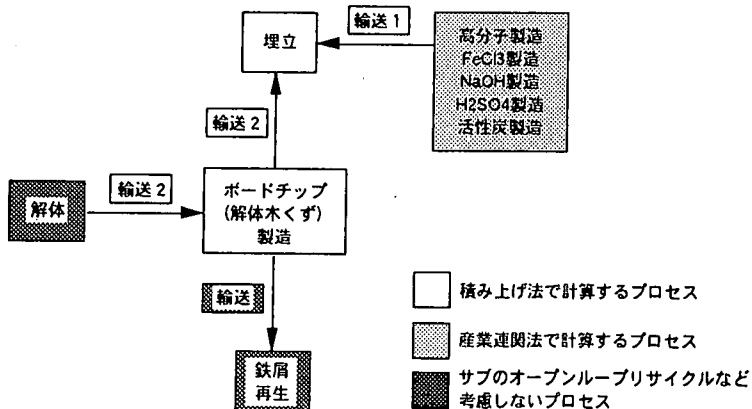 輸送1
埋立
高分子製造
FeCl3製造
NaOH製造
H2SO4製造
活性炭製造
輸送2
輸送2
解体
ボードチップ
(解体木くず)
製造
輸送
鉄屑
再生
積み上げ法で計算するプロセス
産業連関法で計算するプロセス
サブのオープンループリサイクルなど
考慮しないプロセス